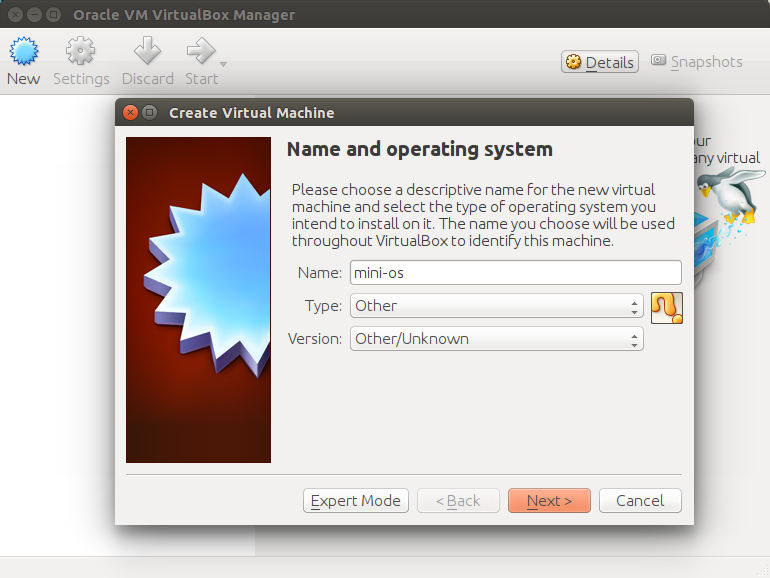 Oracle VM VirtualBox Manager
New Settings Discard Start
Details Snapshots
Create Virtual Machine
Name and operating system
any virtual
Please choose a descriptive name for the new virtual
machine and select the type of operating system you
intend to install on it. The name you choose will be used
throughout VirtualBox to identify this machine.
Name: mini-os
Type: Other
Version: Other/Unknown
Expert Mode < Back Next > Cancel